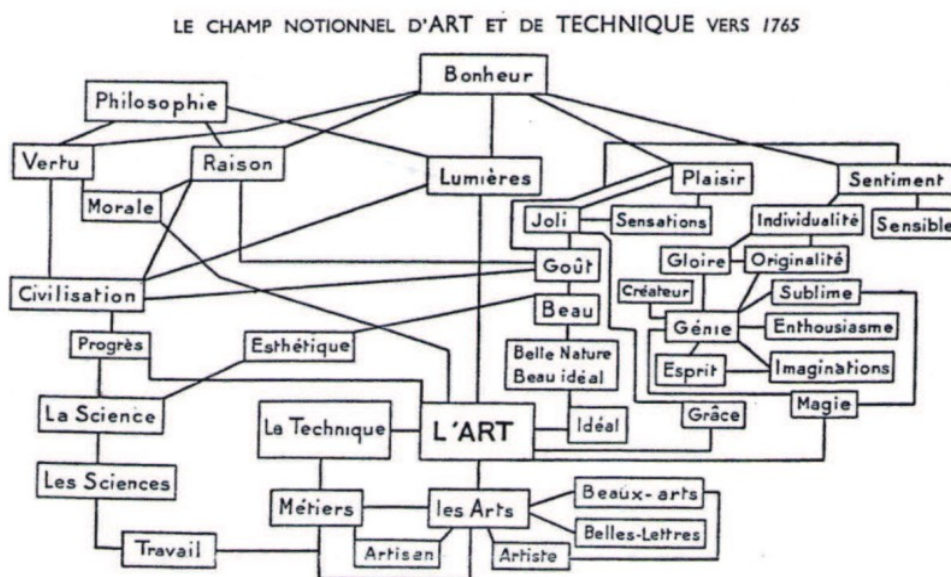 LE CHAMP NOTIONNEL D'ART ET DE TECHNIQUE VERS 1765
Bonheur
Philosophie
Vertu
Raison
Lumières
Plaisir
Sentiment
Morale
Joli
Sensations
Individualité
Sensible
Goût
Gloire
Originalité
Civilisation
Créateur
Sublime
Beau
Progrès
Esthétique
Génie
Enthousiasme
Belle Nature
Beau idéal
Esprit
Imaginations
La Science
La Technique
L'ART
Idéal
Grâce
Magie
Les Sciences
Métiers
les Arts
Beaux-arts
Belles-Lettres
Travail
Artisan
Artiste